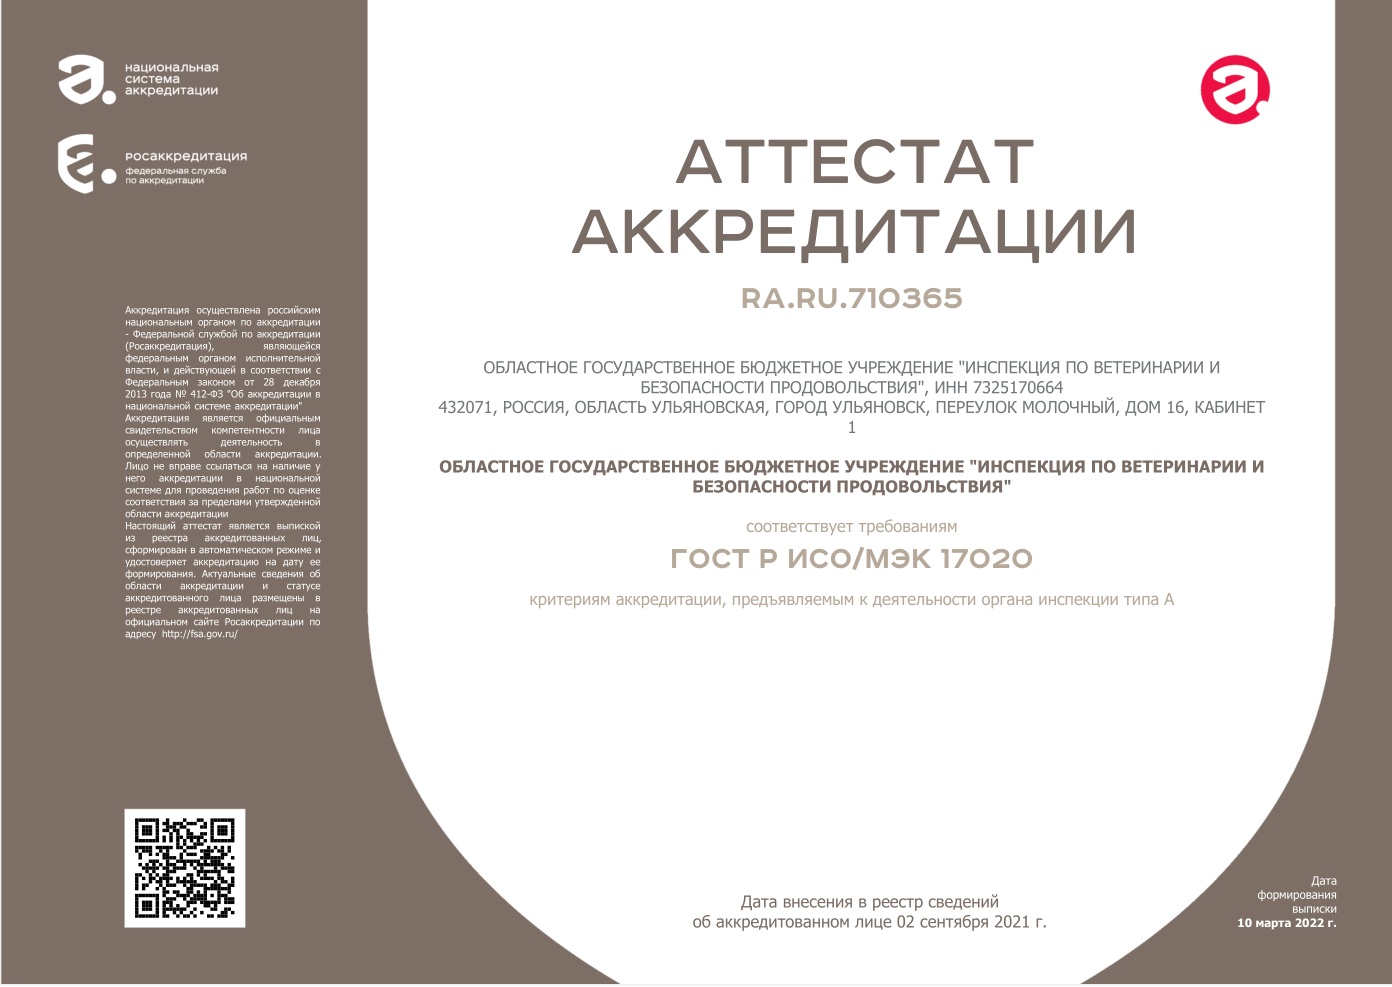 национальная
система
аккредитации
росаккредитация
федеральная служба
по аккредитации
АТТЕСТАТ
АККРЕДИТАЦИИ
RA.RU.710365
ОБЛАСТНОЕ ГОСУДАРСТВЕННОЕ БЮДЖЕТНОЕ УЧРЕЖДЕНИЕ "ИНСПЕКЦИЯ ПО ВЕТЕРИНАРИИ И
БЕЗОПАСНОСТИ ПРОДОВОЛЬСТВИЯ", ИНН 7325170664
432071, РОССИЯ, ОБЛАСТЬ УЛЬЯНОВСКАЯ, ГОРОД УЛЬЯНОВСК, ПЕРЕУЛОК МОЛОЧНЫЙ, ДОМ 16, КАБИНЕТ
1
ОБЛАСТНОЕ ГОСУДАРСТВЕННОЕ БЮДЖЕТНОЕ УЧРЕЖДЕНИЕ "ИНСПЕКЦИЯ ПО ВЕТЕРИНАРИИ И
БЕЗОПАСНОСТИ ПРОДОВОЛЬСТВИЯ"
соответствует требованиям
ГОСТ Р ИСО/МЭК 17020
критериям аккредитации, предъявляемым к деятельности органа инспекции типа А
Аккредитация осуществлена российским
национальным органом по аккредитации
- Федеральной службой по аккредитации
(Росаккредитация), являющейся
федеральным органом исполнительной
власти, и действующей в соответствии с
Федеральным законом от 28 декабря
2013 года № 412-ФЗ "Об аккредитации в
национальной системе аккредитации"
Аккредитация является официальным
свидетельством компетентности лица
осуществлять деятельность в
определенной области аккредитации.
Лицо не вправе ссылаться на наличие у
него аккредитации в национальной
системе для проведения работ по оценке
соответствия за пределами утвержденной
области аккредитации
Настоящий аттестат является выпиской
из реестра аккредитованных лиц,
сформирован в автоматическом режиме и
удостоверяет аккредитацию на дату ее
формирования. Актуальные сведения об
области аккредитации и статусе
аккредитованного лица размещены в
реестре аккредитованных лиц на
официальном сайте Росаккредитации по
адресу http://fsa.gov.ru/
Дата внесения в реестр сведений
об аккредитованном лице 02 сентября 2021 г.
Дата
формирования
выписки
10 марта 2022 г.